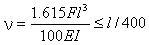 ν = 1.615Fl³ / 100EI ≤ l / 400